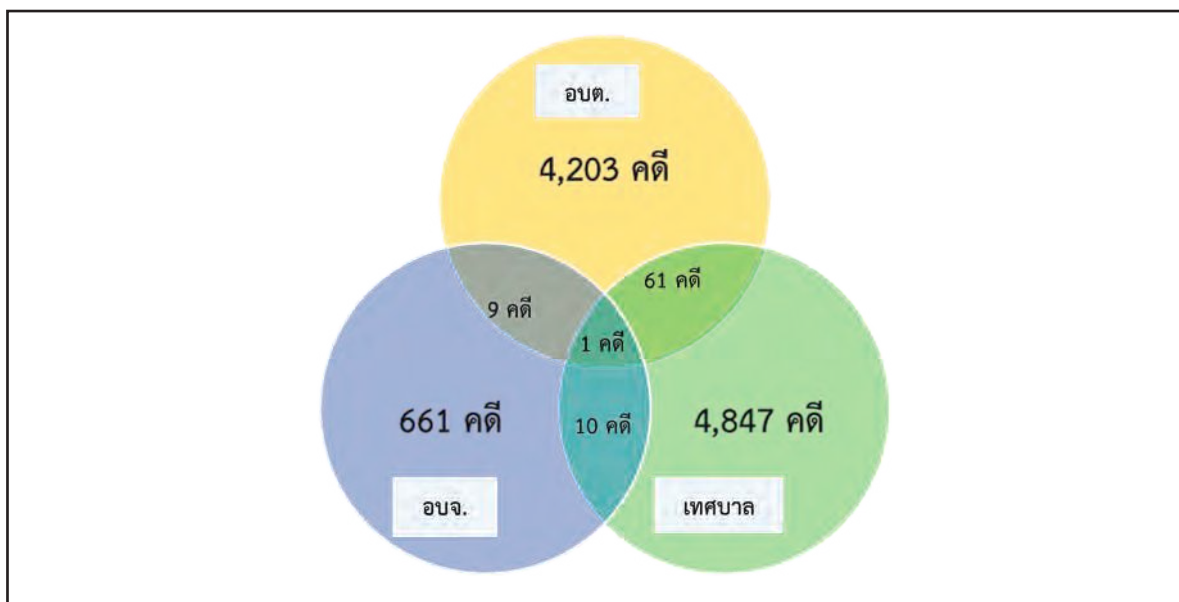 อบต.
4,203 คดี
61 คดี
9 คดี
1 คดี
661 คดี
10 คดี
4,847 คดี
อบจ.
เทศบาล